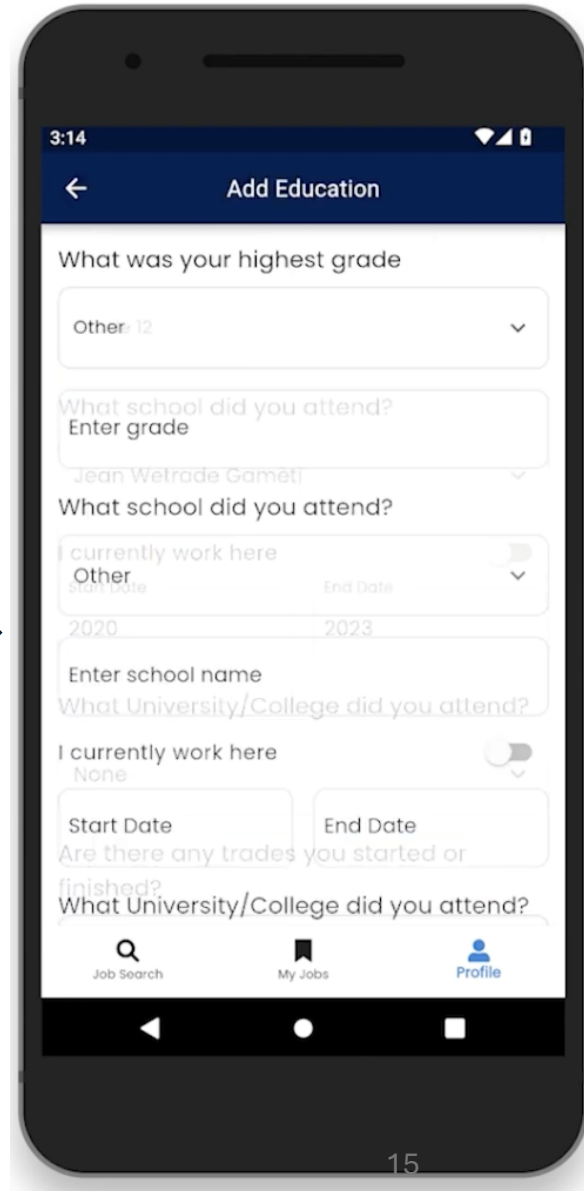 3:14
Add Education
What was your highest grade
Other 12
What school did you attend?
Enter grade
Jean Wetrade Gamètì
What school did you attend?
I currently work here
Other
Start Date End Date
2020 2023
Enter school name
What University/College did you attend?
I currently work here
None
Start Date End Date
Are there any trades you started or
finished?
What University/College did you attend?
Job Search My Jobs Profile
15